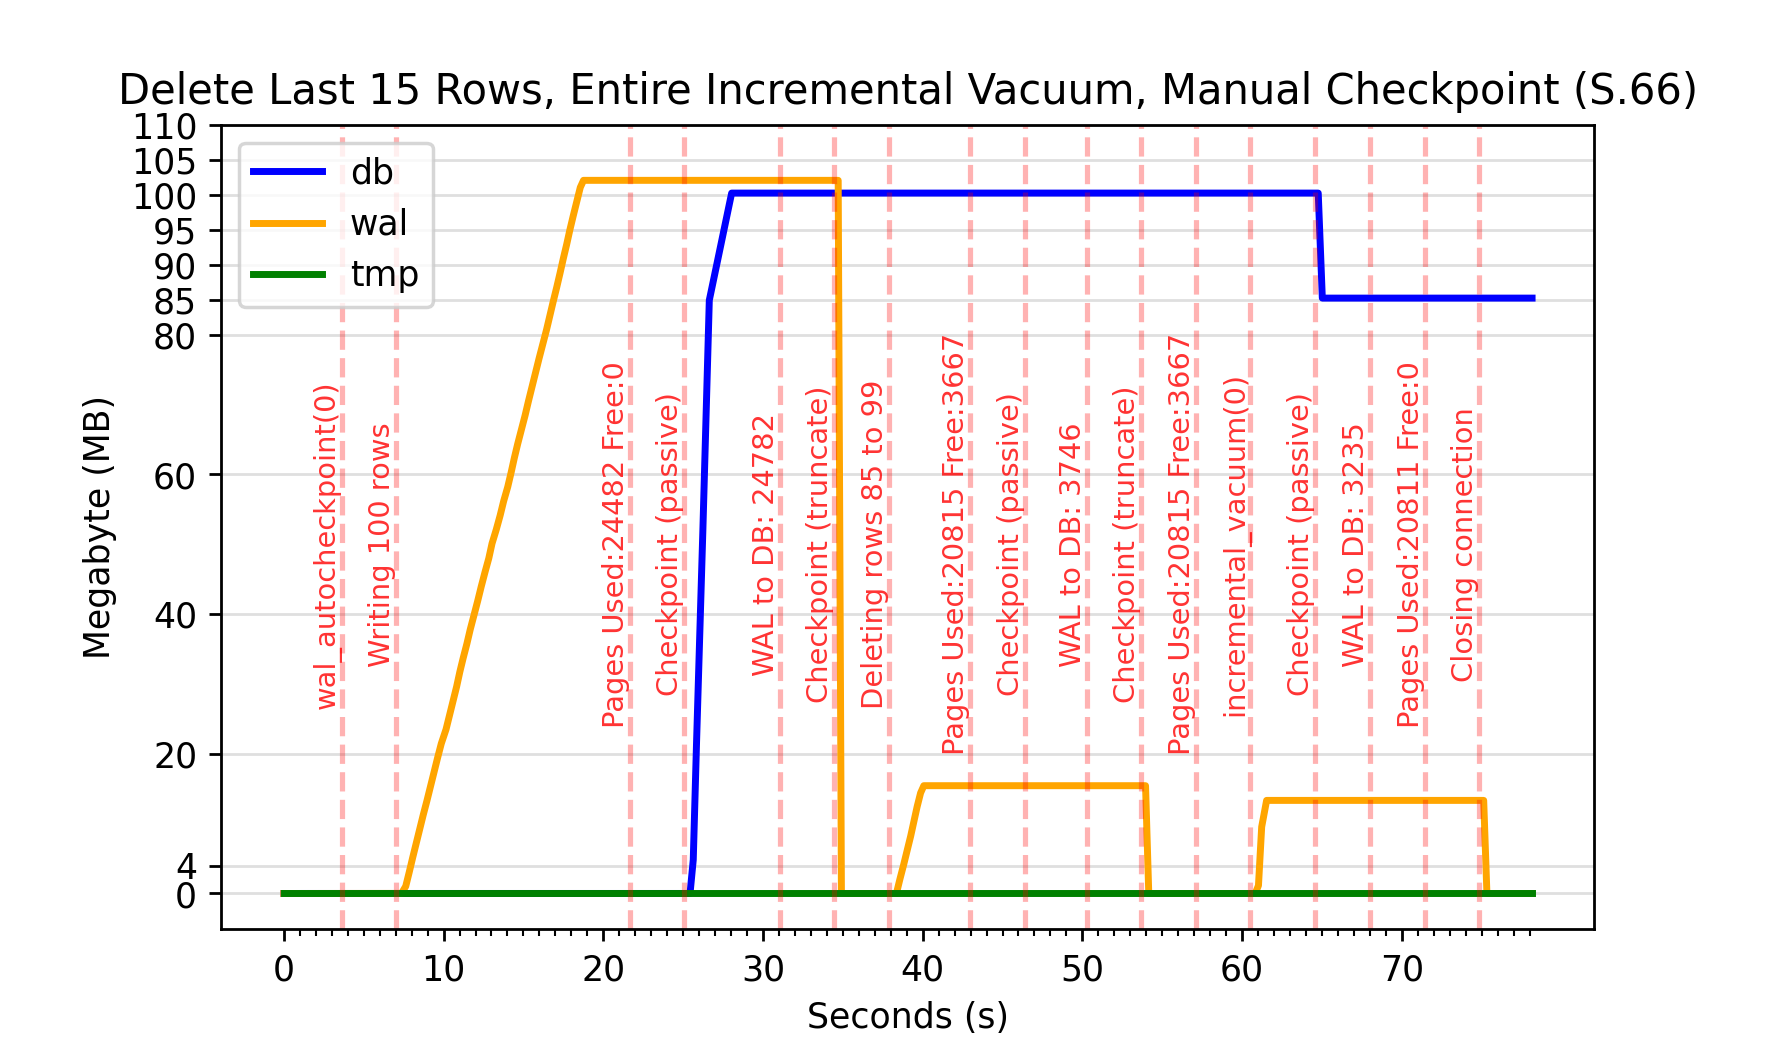 Delete Last 15 Rows, Entire Incremental Vacuum, Manual Checkpoint (S.66)
db
wal
tmp
Megabyte (MB)
110
105
100
95
90
85
80
60
40
20
4
0
wal_autocheckpoint(0)
Writing 100 rows
Pages Used:24482 Free:0
Checkpoint (passive)
WAL to DB: 24782
Checkpoint (truncate)
Deleting rows 85 to 99
Pages Used:20815 Free:3667
Checkpoint (passive)
WAL to DB: 3746
Checkpoint (truncate)
Pages Used:20815 Free:3667
incremental_vacuum(0)
Checkpoint (passive)
WAL to DB: 3235
Pages Used:20811 Free:0
Closing connection
0 10 20 30 40 50 60 70
Seconds (s)